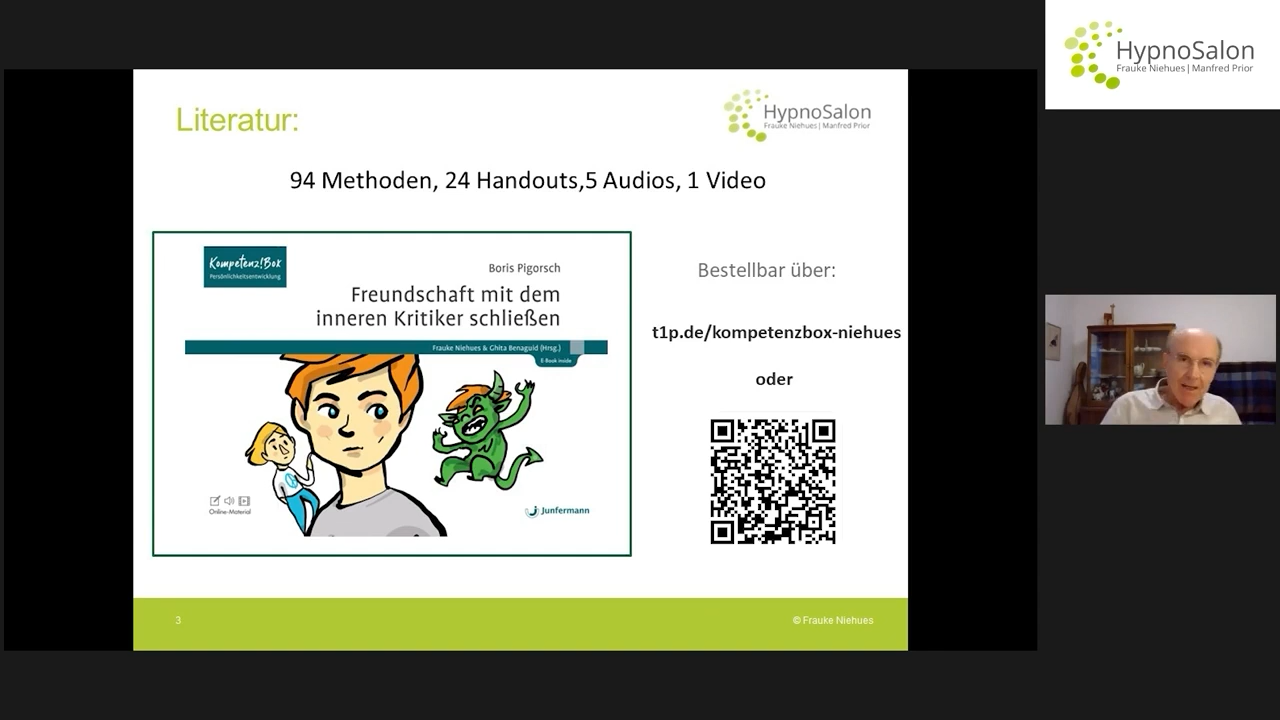 HypnoSalon
Frauke Niehues | Manfred Prior
Literatur:
HypnoSalon
Frauke Niehues | Manfred Prior
94 Methoden, 24 Handouts,5 Audios, 1 Video
Kompetenz!Box
Persönlichkeitsentwicklung
Boris Pigorsch
Freundschaft mit dem
inneren Kritiker schließen
Frauke Niehues & Ghita Benaguid (Hrsg.)
E-Book inside
Online-Material
Junfermann
Bestellbar über:
t1p.de/kompetenzbox-niehues
oder
3
© Frauke Niehues